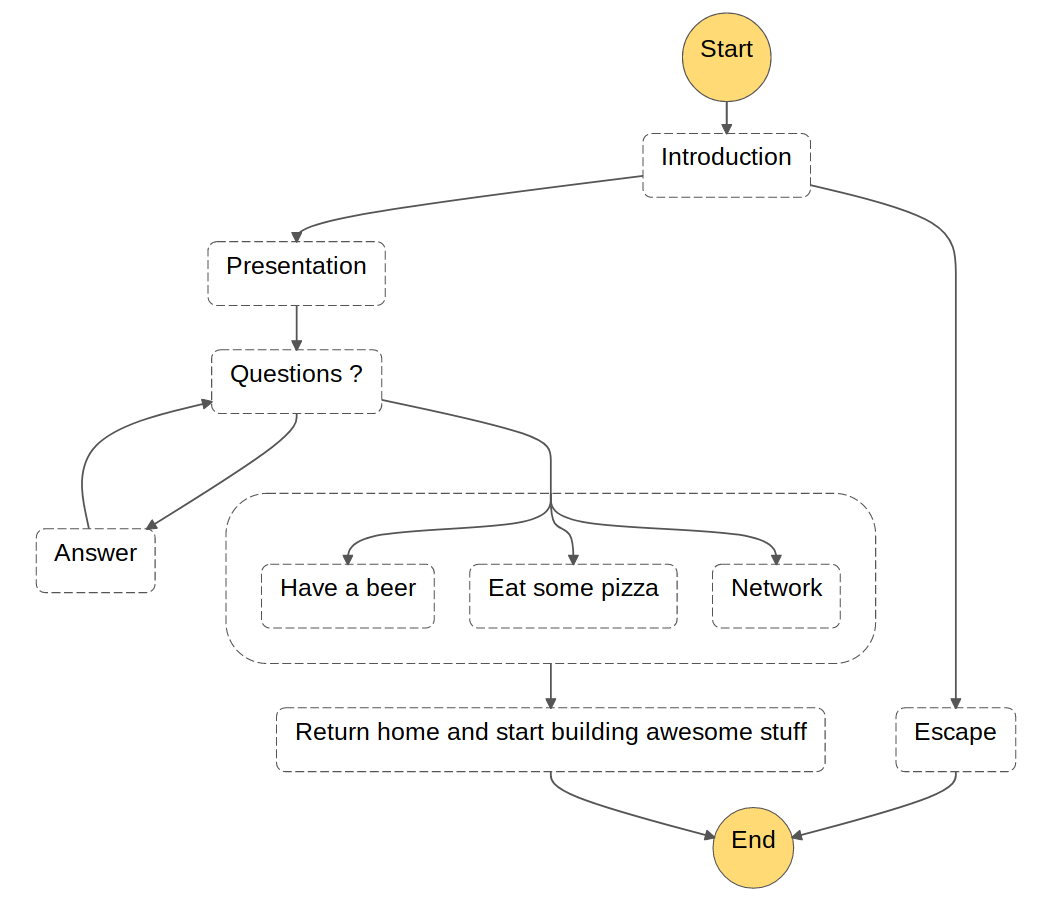 Start
Introduction
Presentation
Questions ?
Answer
Have a beer
Eat some pizza
Network
Return home and start building awesome stuff
Escape
End